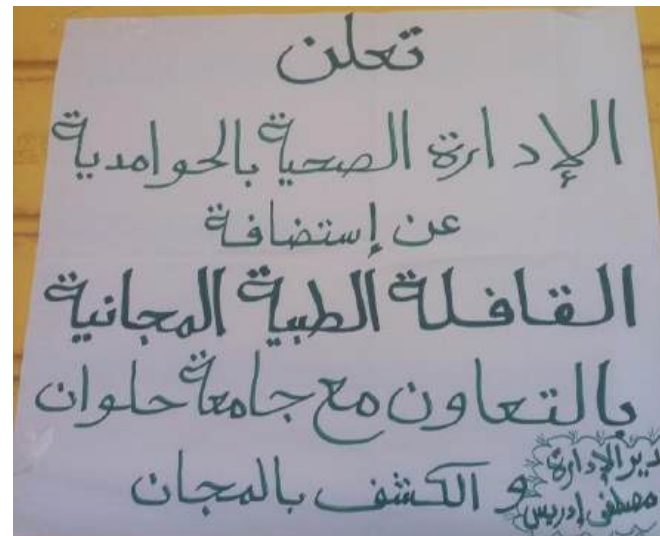 تعلن
الإدارة الصحية بالحوامدية
عن إستضافة
القافلة الطبية المجانية
بالتعاون مع جامعة حلوان
و الكشف بالمجان
مدير الإدارة
مصطفى إدريس